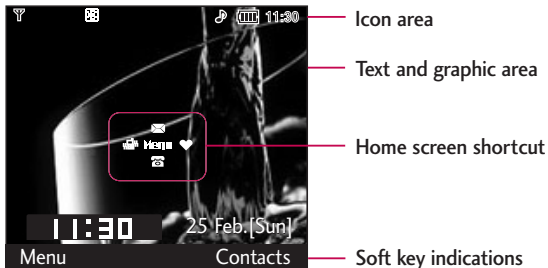 11:30
Icon area
Text and graphic area
Menu
Home screen shortcut
11:30
25 Feb.[Sun]
Menu
Contacts
Soft key indications